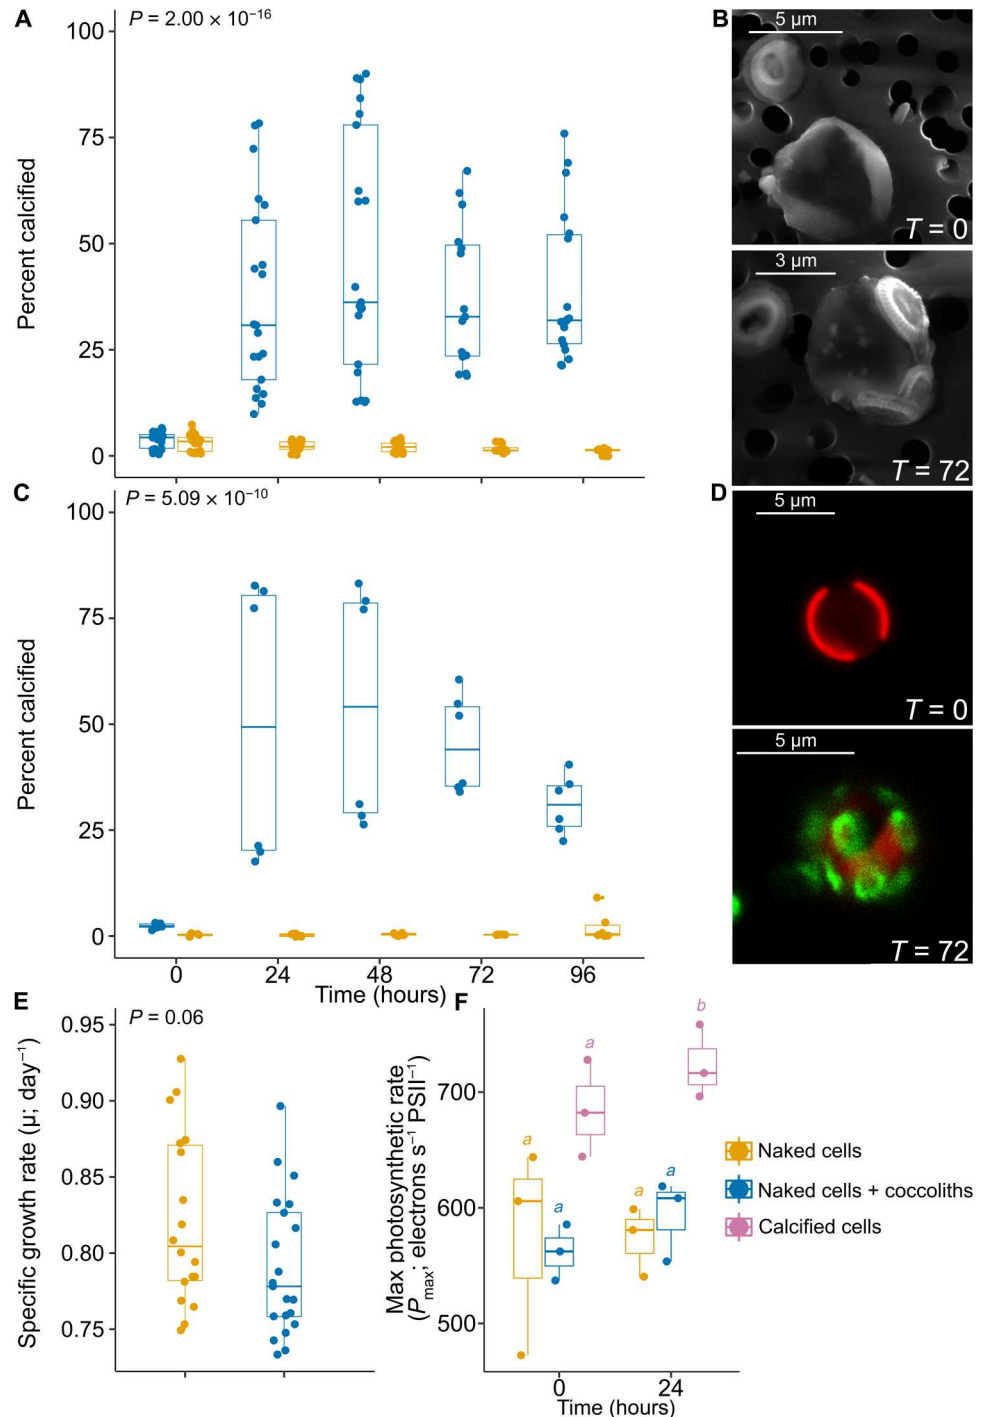 A
P = 2.00 × 10⁻¹⁶
100
75
50
25
0
Percent calcified
B
5 μm
T = 0
3 μm
T = 72
C
P = 5.09 × 10⁻¹⁰
100
75
50
25
0
Percent calcified
0 24 48 72 96
Time (hours)
D
5 μm
T = 0
5 μm
T = 72
E
P = 0.06
0.95
0.90
0.85
0.80
0.75
Specific growth rate (μ; day⁻¹)
F
Max photosynthetic rate
(Pmax; electrons s⁻¹ PSII⁻¹)
700
600
500
a
a
a
a
a
b
0 24
Time (hours)
Naked cells
Naked cells + coccoliths
Calcified cells